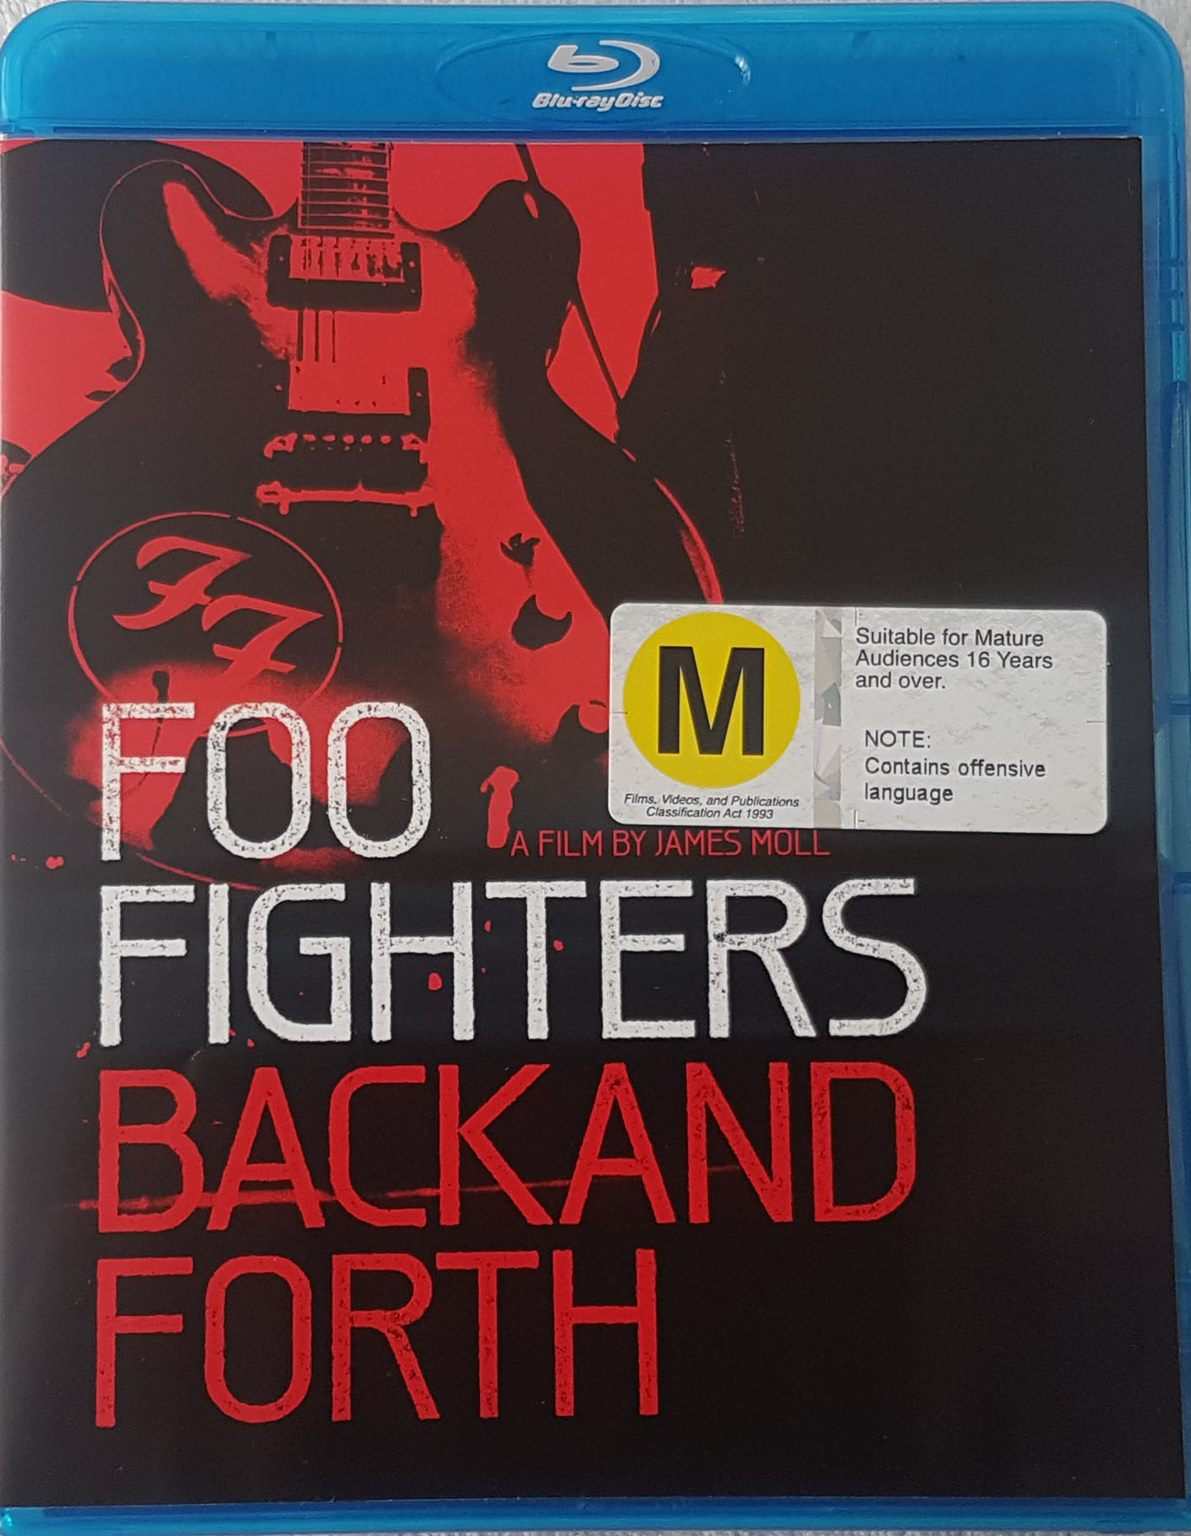 Blu-ray Disc
FF
M
Suitable for Mature
Audiences 16 Years
and over.
NOTE:
Contains offensive
language
Films, Videos, and Publications
Classification Act 1993
FOO
A FILM BY JAMES MOLL
FIGHTERS
BACKAND
FORTH